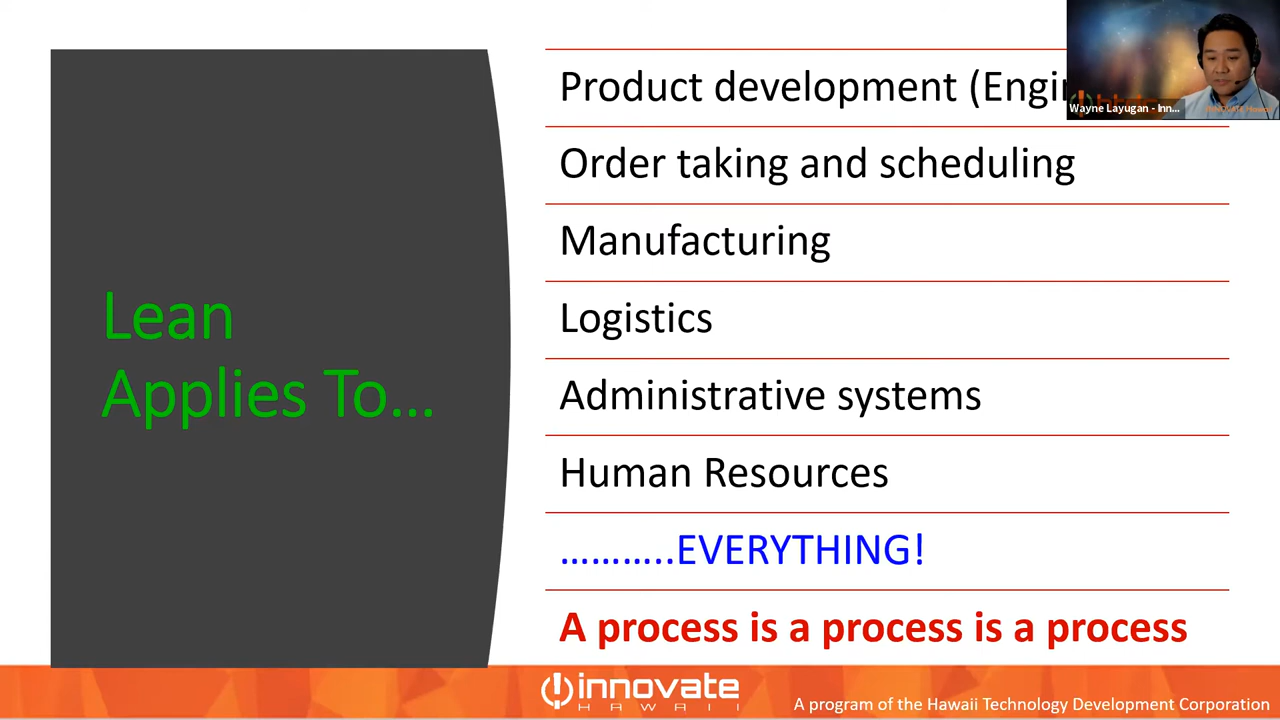 Lean
Applies To...
Product development
Order taking and scheduling
Manufacturing
Logistics
Administrative systems
Human Resources
………..EVERYTHING!
A process is a process is a process
Wayne Layugan - Inn...
innovate
HAWAII
A program of the Hawaii Technology Development Corporation